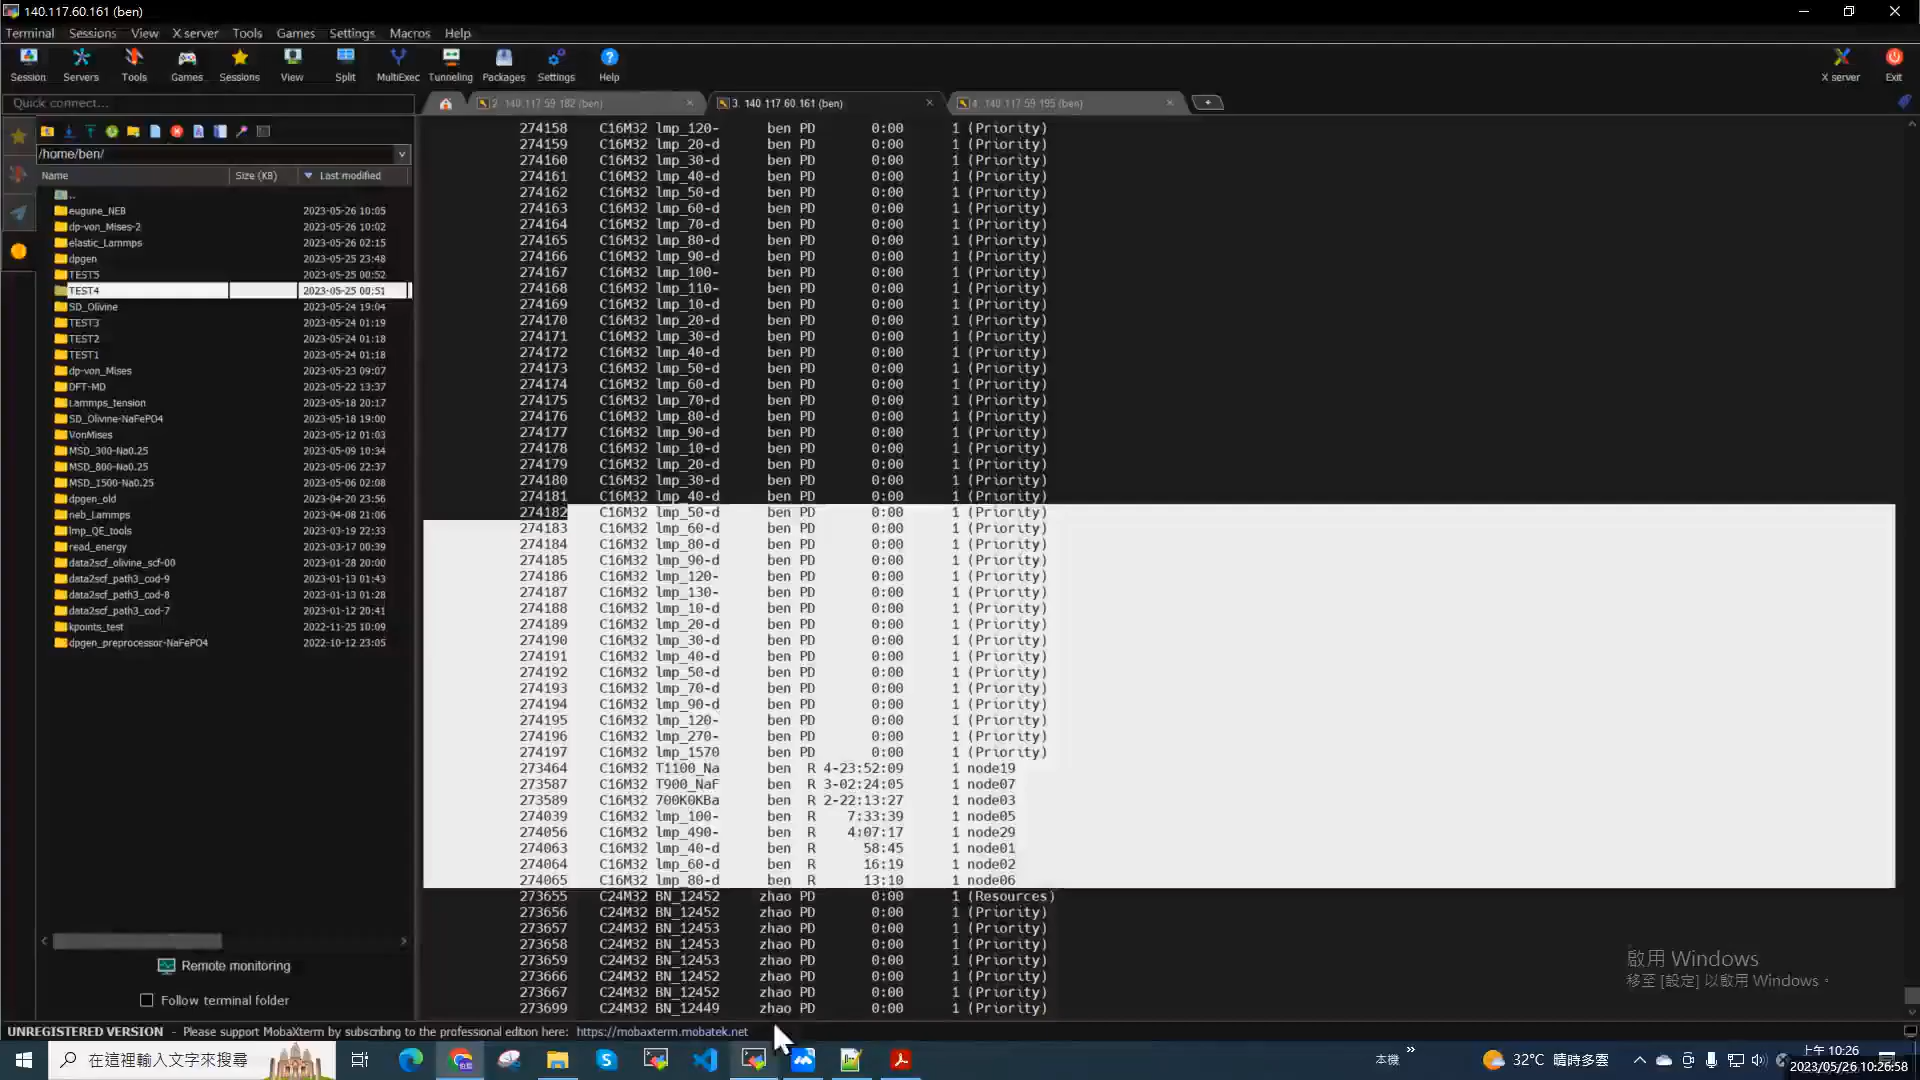 140.117.60.161 (ben)
Terminal Sessions View X server Tools Games Settings Macros Help
Session Servers Tools Games Sessions View Split MultiExec Tunneling Packages Settings Help X server Exit
Quick connect...
2. 140.117.59.182 (ben)
3. 140.117.60.161 (ben)
4. 140.117.59.195 (ben)
/home/ben/
Name Size (KB) Last modified
..
eugune_NEB 2023-05-26 10:05
dp-von_Mises-2 2023-05-26 10:02
elastic_Lammps 2023-05-26 02:15
dpgen 2023-05-25 23:48
TEST5 2023-05-25 00:52
TEST4 2023-05-25 00:51
SD_Olivine 2023-05-24 19:04
TEST3 2023-05-24 01:19
TEST2 2023-05-24 01:18
TEST1 2023-05-24 01:18
dp-von_Mises 2023-05-23 09:07
DFT-MD 2023-05-22 13:37
Lammps_tension 2023-05-18 20:17
SD_Olivine-NaFePO4 2023-05-18 19:00
VonMises 2023-05-12 01:03
MSD_300-Na0.25 2023-05-09 10:34
MSD_800-Na0.25 2023-05-06 22:37
MSD_1500-Na0.25 2023-05-06 02:08
dpgen_old 2023-04-20 23:56
neb_Lammps 2023-04-08 21:06
lmp_QE_tools 2023-03-19 22:33
read_energy 2023-03-17 00:39
data2scf_olivine_scf-00 2023-01-28 20:00
data2scf_path3_cod-9 2023-01-13 01:43
data2scf_path3_cod-8 2023-01-13 01:28
data2scf_path3_cod-7 2023-01-12 20:41
kpoints_test 2022-11-25 10:09
dpgen_preprocessor-NaFePO4 2022-10-12 23:05
Remote monitoring
Follow terminal folder
274158 C16M32 lmp_120- ben PD 0:00 1 (Priority)
274159 C16M32 lmp_20-d ben PD 0:00 1 (Priority)
274160 C16M32 lmp_30-d ben PD 0:00 1 (Priority)
274161 C16M32 lmp_40-d ben PD 0:00 1 (Priority)
274162 C16M32 lmp_50-d ben PD 0:00 1 (Priority)
274163 C16M32 lmp_60-d ben PD 0:00 1 (Priority)
274164 C16M32 lmp_70-d ben PD 0:00 1 (Priority)
274165 C16M32 lmp_80-d ben PD 0:00 1 (Priority)
274166 C16M32 lmp_90-d ben PD 0:00 1 (Priority)
274167 C16M32 lmp_100- ben PD 0:00 1 (Priority)
274168 C16M32 lmp_110- ben PD 0:00 1 (Priority)
274169 C16M32 lmp_10-d ben PD 0:00 1 (Priority)
274170 C16M32 lmp_20-d ben PD 0:00 1 (Priority)
274171 C16M32 lmp_30-d ben PD 0:00 1 (Priority)
274172 C16M32 lmp_40-d ben PD 0:00 1 (Priority)
274173 C16M32 lmp_50-d ben PD 0:00 1 (Priority)
274174 C16M32 lmp_60-d ben PD 0:00 1 (Priority)
274175 C16M32 lmp_70-d ben PD 0:00 1 (Priority)
274176 C16M32 lmp_80-d ben PD 0:00 1 (Priority)
274177 C16M32 lmp_90-d ben PD 0:00 1 (Priority)
274178 C16M32 lmp_10-d ben PD 0:00 1 (Priority)
274179 C16M32 lmp_20-d ben PD 0:00 1 (Priority)
274180 C16M32 lmp_30-d ben PD 0:00 1 (Priority)
274181 C16M32 lmp_40-d ben PD 0:00 1 (Priority)
274182 C16M32 lmp_50-d ben PD 0:00 1 (Priority)
274183 C16M32 lmp_60-d ben PD 0:00 1 (Priority)
274184 C16M32 lmp_80-d ben PD 0:00 1 (Priority)
274185 C16M32 lmp_90-d ben PD 0:00 1 (Priority)
274186 C16M32 lmp_120- ben PD 0:00 1 (Priority)
274187 C16M32 lmp_130- ben PD 0:00 1 (Priority)
274188 C16M32 lmp_10-d ben PD 0:00 1 (Priority)
274189 C16M32 lmp_20-d ben PD 0:00 1 (Priority)
274190 C16M32 lmp_30-d ben PD 0:00 1 (Priority)
274191 C16M32 lmp_40-d ben PD 0:00 1 (Priority)
274192 C16M32 lmp_50-d ben PD 0:00 1 (Priority)
274193 C16M32 lmp_70-d ben PD 0:00 1 (Priority)
274194 C16M32 lmp_90-d ben PD 0:00 1 (Priority)
274195 C16M32 lmp_120- ben PD 0:00 1 (Priority)
274196 C16M32 lmp_270- ben PD 0:00 1 (Priority)
274197 C16M32 lmp_1570 ben PD 0:00 1 (Priority)
273464 C16M32 T1100_Na ben R 4-23:52:09 1 node19
273587 C16M32 T900_NaF ben R 3-02:24:05 1 node07
273589 C16M32 700K0KBa ben R 2-22:13:27 1 node03
274039 C16M32 lmp_100- ben R 7:33:39 1 node05
274056 C16M32 lmp_490- ben R 4:07:17 1 node29
274063 C16M32 lmp_40-d ben R 58:45 1 node01
274064 C16M32 lmp_60-d ben R 16:19 1 node02
274065 C16M32 lmp_80-d ben R 13:10 1 node06
273655 C24M32 BN_12452 zhao PD 0:00 1 (Resources)
273656 C24M32 BN_12452 zhao PD 0:00 1 (Priority)
273657 C24M32 BN_12453 zhao PD 0:00 1 (Priority)
273658 C24M32 BN_12453 zhao PD 0:00 1 (Priority)
273659 C24M32 BN_12453 zhao PD 0:00 1 (Priority)
273666 C24M32 BN_12452 zhao PD 0:00 1 (Priority)
273667 C24M32 BN_12452 zhao PD 0:00 1 (Priority)
273699 C24M32 BN_12449 zhao PD 0:00 1 (Priority)
啟用 Windows
移至 [設定] 以啟用 Windows。
UNREGISTERED VERSION - Please support MobaXterm by subscribing to the professional edition here: https://mobaxterm.mobatek.net
在這裡輸入文字來搜尋
本機
32°C 晴時多雲
上午 10:26
2023/05/26 10:26:58